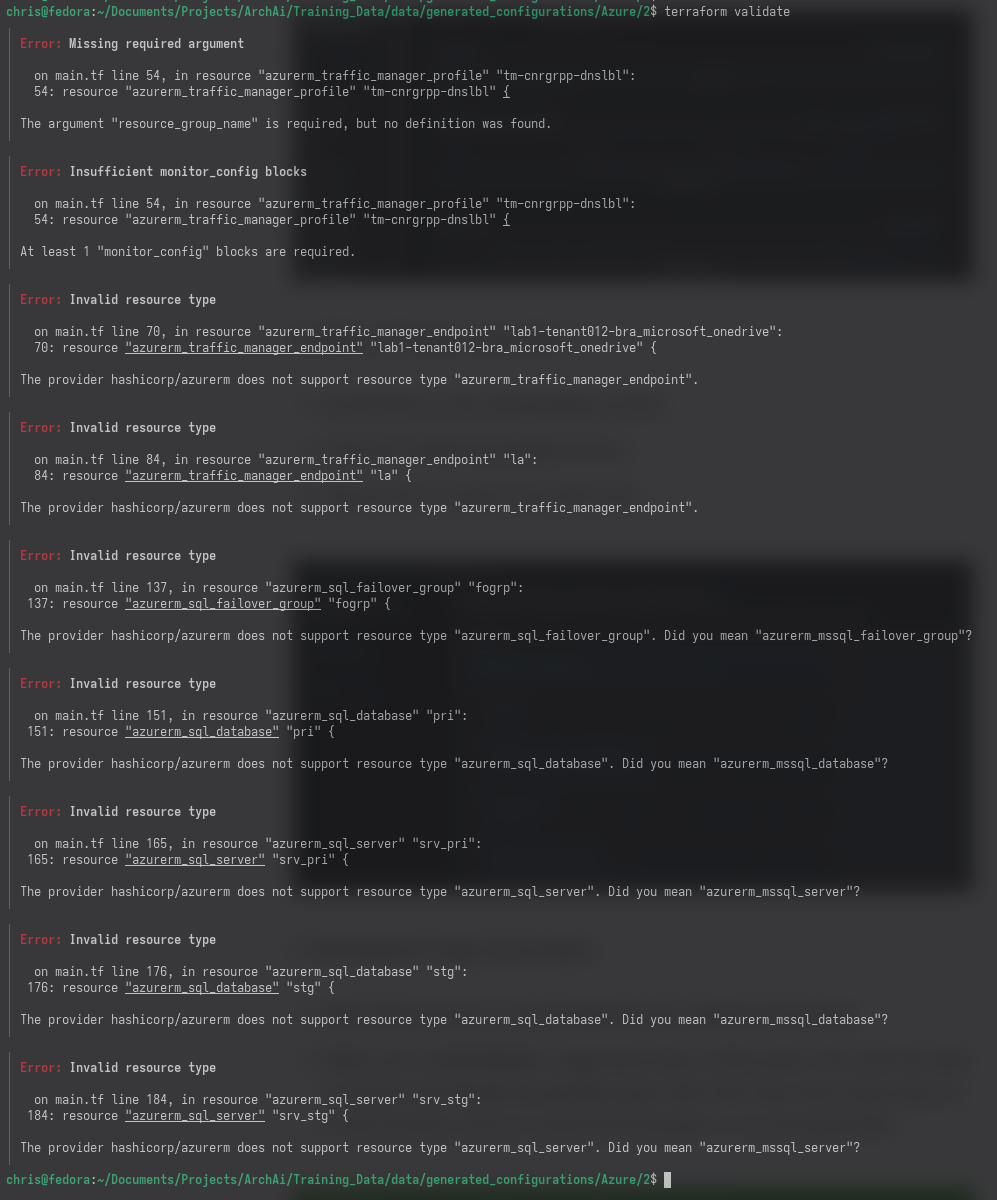 chris@fedora:~/Documents/Projects/ArchAi/Training_Data/data/generated_configurations/Azure/2$ terraform validate
Error: Missing required argument
on main.tf line 54, in resource "azurerm_traffic_manager_profile" "tm-cnrgrpp-dnslbl":
54: resource "azurerm_traffic_manager_profile" "tm-cnrgrpp-dnslbl" {
The argument "resource_group_name" is required, but no definition was found.
Error: Insufficient monitor_config blocks
on main.tf line 54, in resource "azurerm_traffic_manager_profile" "tm-cnrgrpp-dnslbl":
54: resource "azurerm_traffic_manager_profile" "tm-cnrgrpp-dnslbl" {
At least 1 "monitor_config" blocks are required.
Error: Invalid resource type
on main.tf line 70, in resource "azurerm_traffic_manager_endpoint" "lab1-tenant012-bra_microsoft_onedrive":
70: resource "azurerm_traffic_manager_endpoint" "lab1-tenant012-bra_microsoft_onedrive" {
The provider hashicorp/azurerm does not support resource type "azurerm_traffic_manager_endpoint".
Error: Invalid resource type
on main.tf line 84, in resource "azurerm_traffic_manager_endpoint" "la":
84: resource "azurerm_traffic_manager_endpoint" "la" {
The provider hashicorp/azurerm does not support resource type "azurerm_traffic_manager_endpoint".
Error: Invalid resource type
on main.tf line 137, in resource "azurerm_sql_failover_group" "fogrp":
137: resource "azurerm_sql_failover_group" "fogrp" {
The provider hashicorp/azurerm does not support resource type "azurerm_sql_failover_group". Did you mean "azurerm_mssql_failover_group"?
Error: Invalid resource type
on main.tf line 151, in resource "azurerm_sql_database" "pri":
151: resource "azurerm_sql_database" "pri" {
The provider hashicorp/azurerm does not support resource type "azurerm_sql_database". Did you mean "azurerm_mssql_database"?
Error: Invalid resource type
on main.tf line 165, in resource "azurerm_sql_server" "srv_pri":
165: resource "azurerm_sql_server" "srv_pri" {
The provider hashicorp/azurerm does not support resource type "azurerm_sql_server". Did you mean "azurerm_mssql_server"?
Error: Invalid resource type
on main.tf line 176, in resource "azurerm_sql_database" "stg":
176: resource "azurerm_sql_database" "stg" {
The provider hashicorp/azurerm does not support resource type "azurerm_sql_database". Did you mean "azurerm_mssql_database"?
Error: Invalid resource type
on main.tf line 184, in resource "azurerm_sql_server" "srv_stg":
184: resource "azurerm_sql_server" "srv_stg" {
The provider hashicorp/azurerm does not support resource type "azurerm_sql_server". Did you mean "azurerm_mssql_server"?
chris@fedora:~/Documents/Projects/ArchAi/Training_Data/data/generated_configurations/Azure/2$